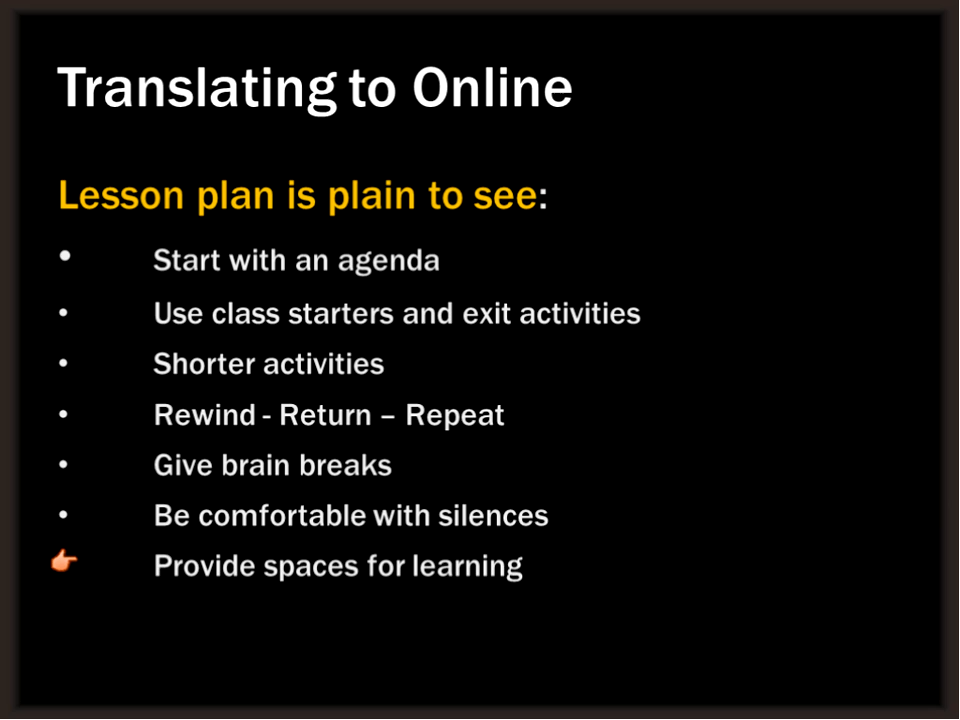 Translating to Online
Lesson plan is plain to see:
• Start with an agenda
• Use class starters and exit activities
• Shorter activities
• Rewind - Return – Repeat
• Give brain breaks
• Be comfortable with silences
👉 Provide spaces for learning